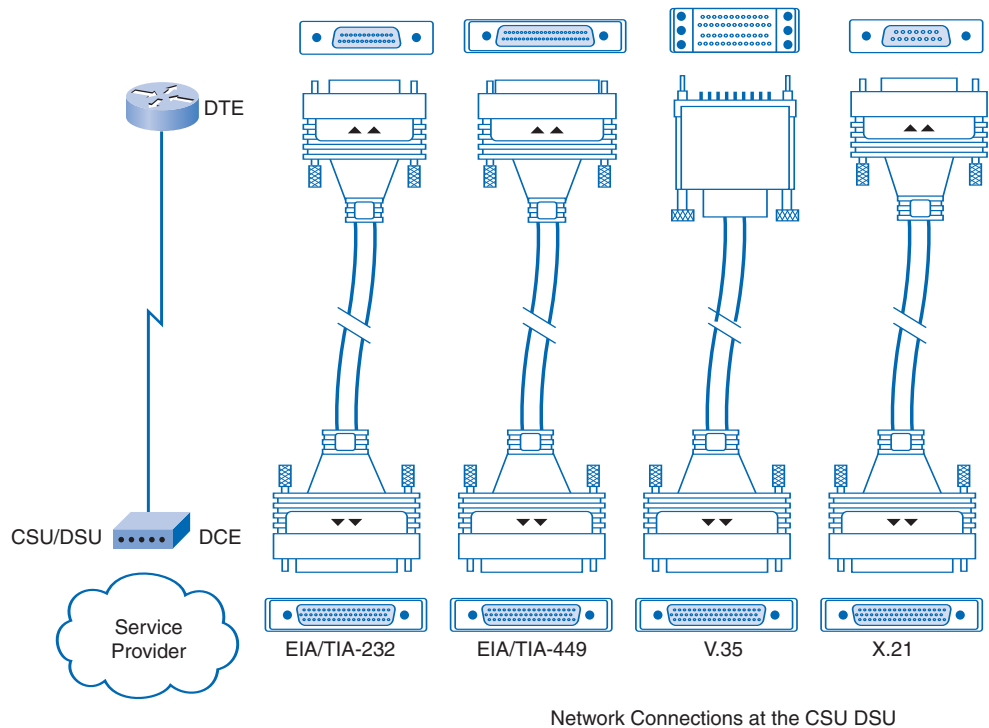 DTE
CSU/DSU
DCE
Service
Provider
EIA/TIA-232
EIA/TIA-449
V.35
X.21
Network Connections at the CSU DSU